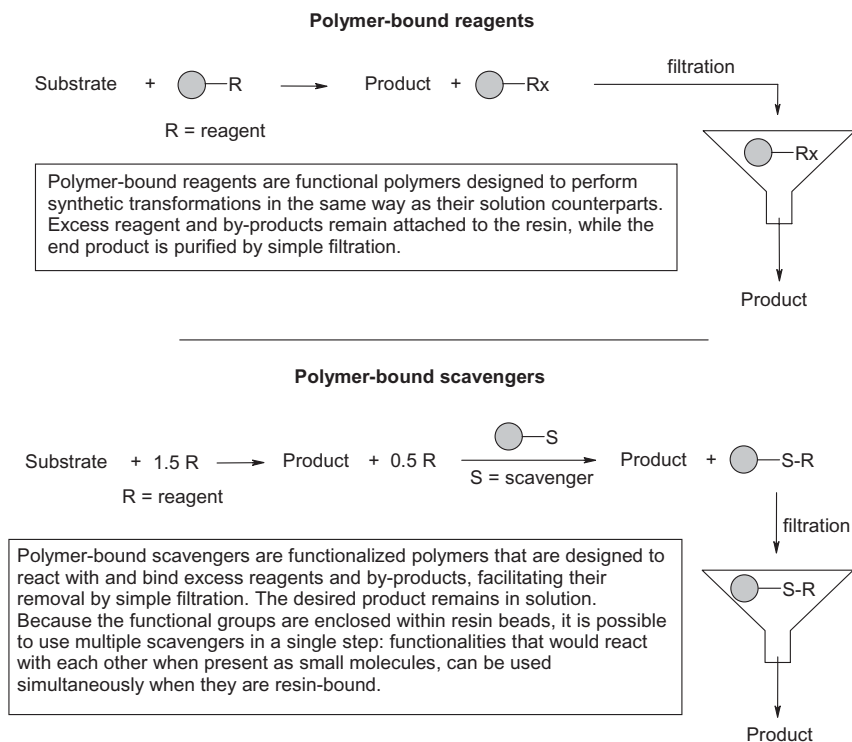 Polymer-bound reagents
Substrate + R Product + Rx filtration
R = reagent
Rx
Polymer-bound reagents are functional polymers designed to perform
synthetic transformations in the same way as their solution counterparts.
Excess reagent and by-products remain attached to the resin, while the
end product is purified by simple filtration.
Product
Polymer-bound scavengers
S
Substrate + 1.5 R Product + 0.5 R Product + S-R
S = scavenger
R = reagent
filtration
Polymer-bound scavengers are functionalized polymers that are designed to
react with and bind excess reagents and by-products, facilitating their
removal by simple filtration. The desired product remains in solution.
Because the functional groups are enclosed within resin beads, it is possible
to use multiple scavengers in a single step: functionalities that would react
with each other when present as small molecules, can be used
simultaneously when they are resin-bound.
S-R
Product